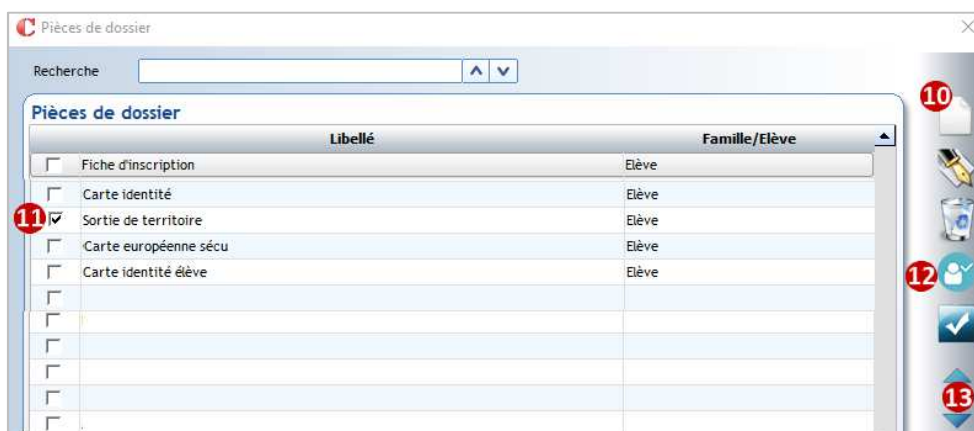 Pièces de dossier
Recherche
10
Pièces de dossier
Libellé Famille/Elève
Fiche d'inscription Elève
Carte identité Elève
11 Sortie de territoire Elève
Carte européenne sécu Elève
Carte identité élève Elève
12
13